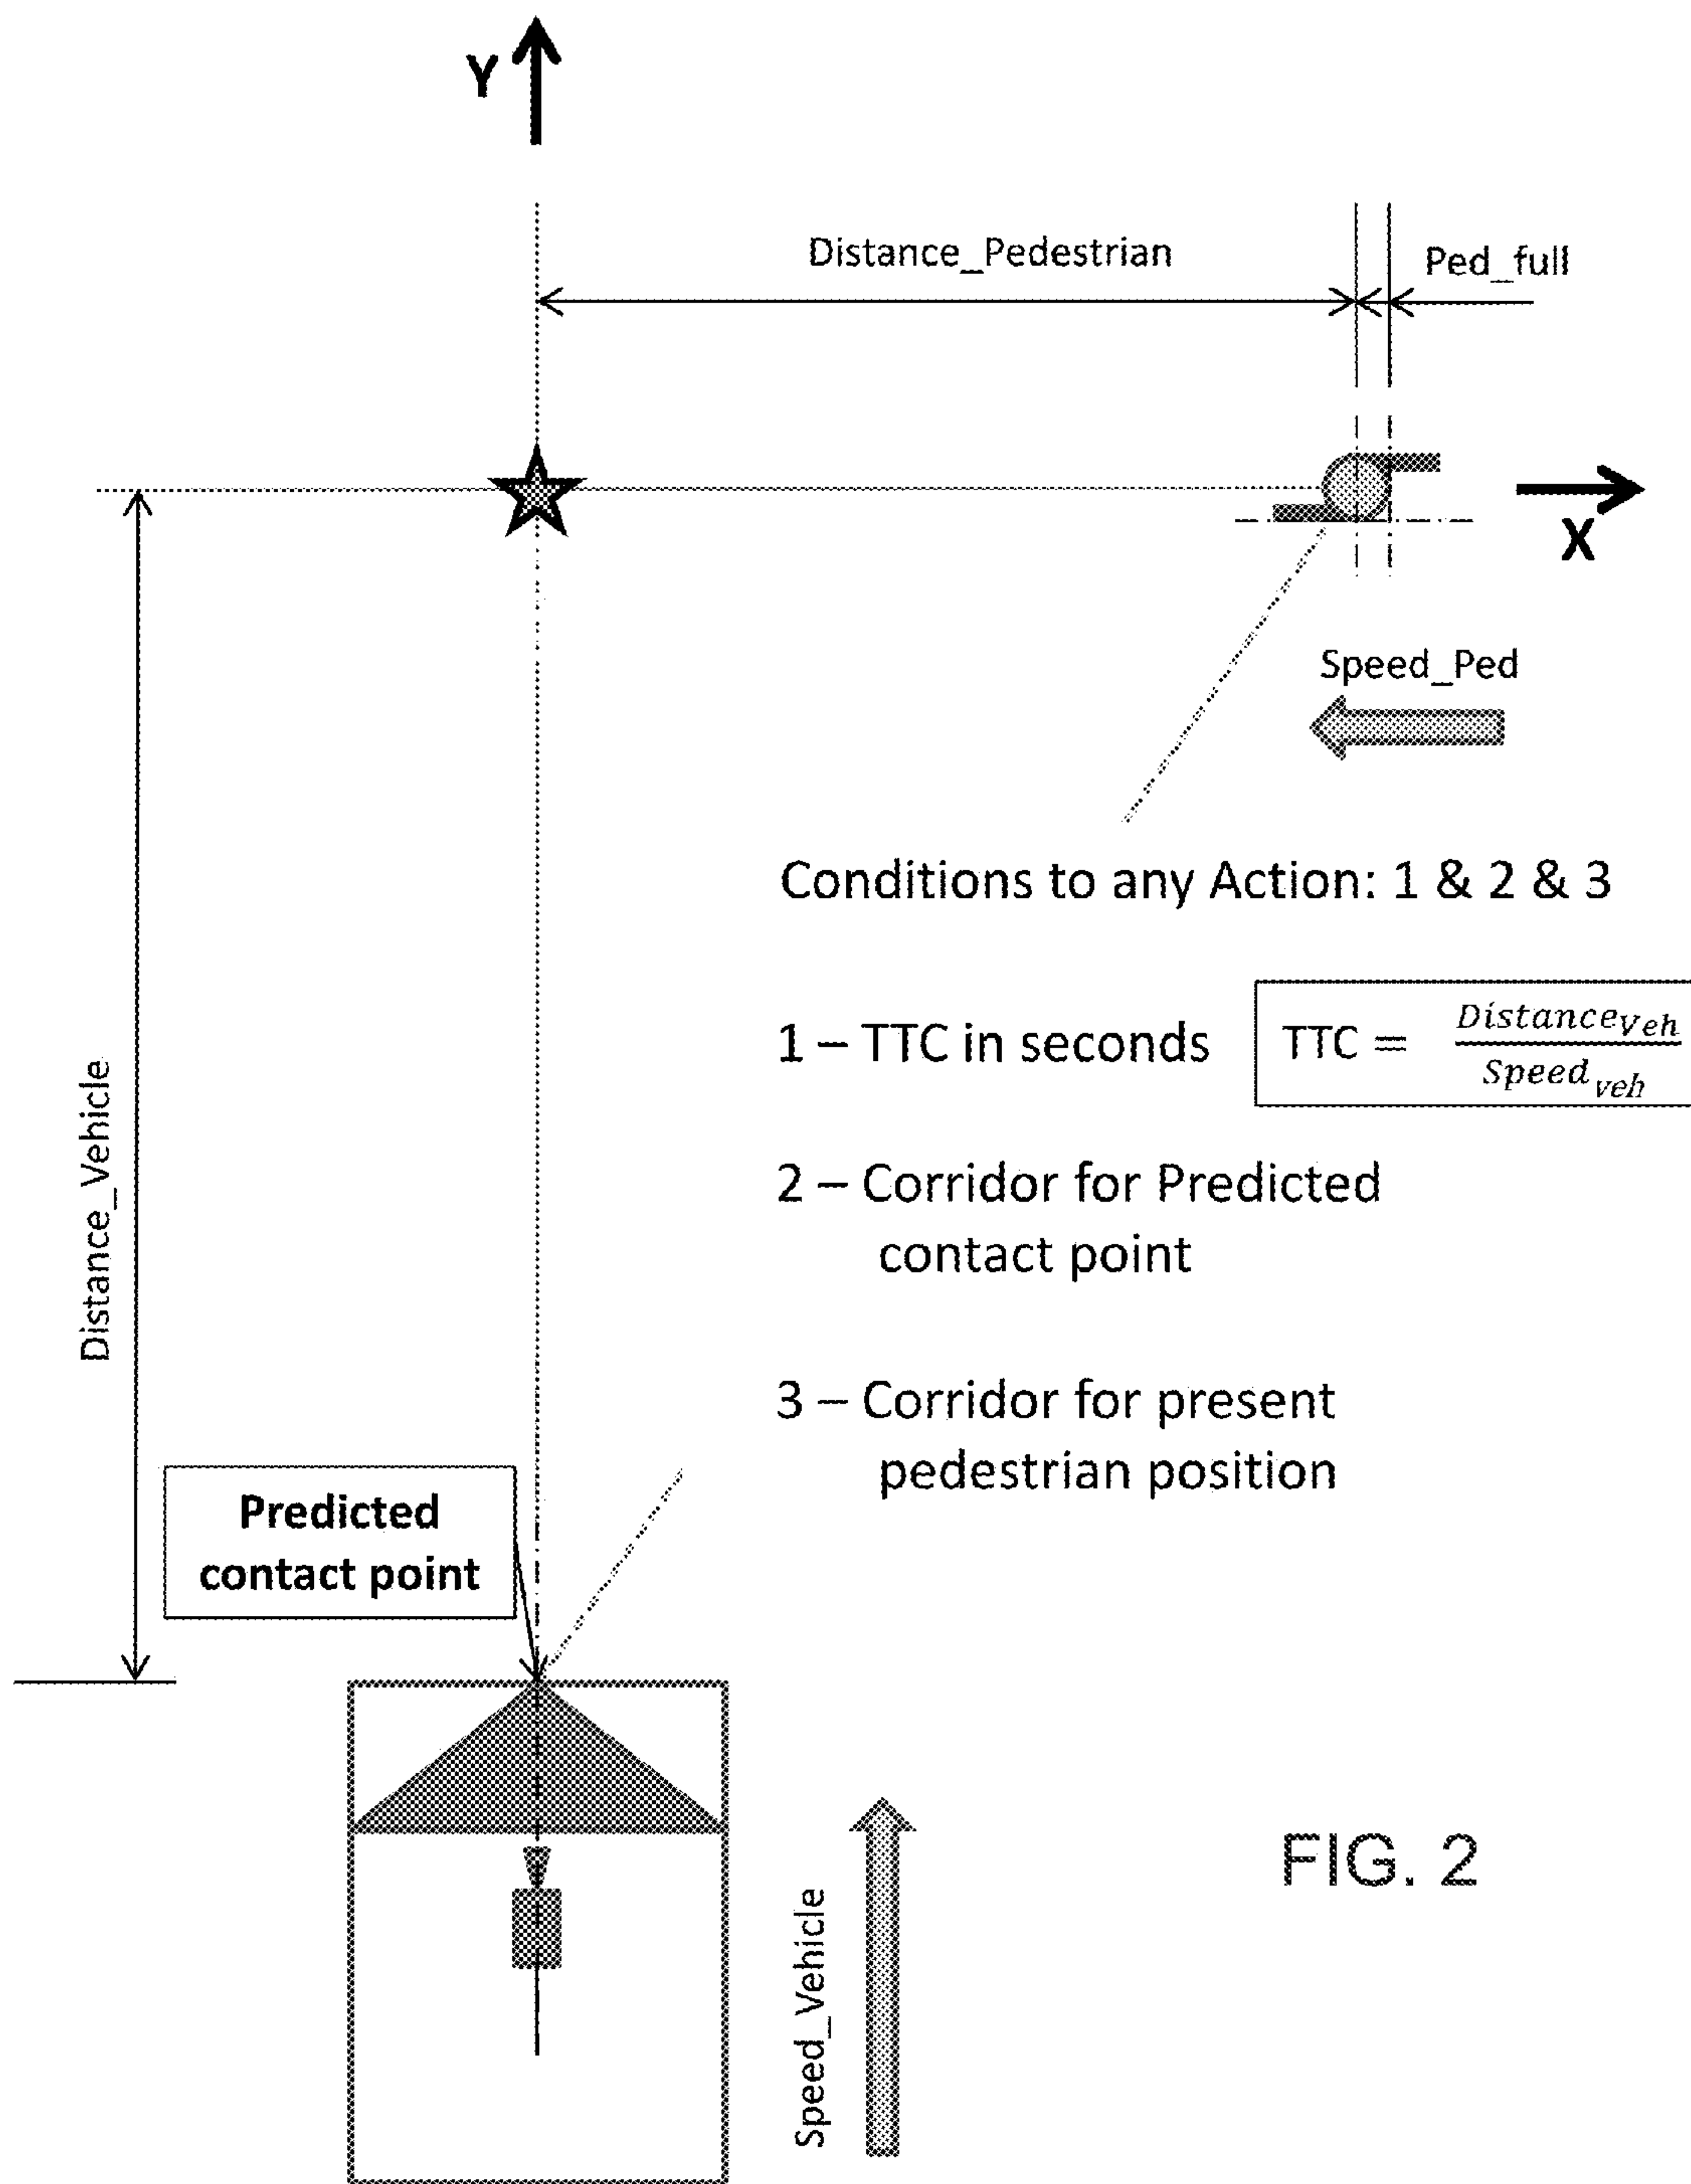 Y
Distance_Pedestrian
Ped_full
X
Speed_Ped
Conditions to any Action: 1 & 2 & 3
1 – TTC in seconds
TTC = Distance_Veh / Speed_veh
2 – Corridor for Predicted
contact point
3 – Corridor for present
pedestrian position
Distance_Vehicle
Predicted
contact point
Speed_Vehicle
FIG. 2